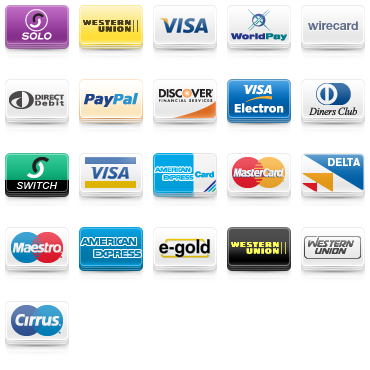 SOLO
WESTERN
UNION
VISA
WorldPay
wirecard
DIRECT
Debit
PayPal
DISCOVER
FINANCIAL SERVICES
VISA
Electron
Diners Club
SWITCH
VISA
AMERICAN
EXPRESS Card
MasterCard
DELTA
Maestro
AMERICAN
EXPRESS
e-gold
WESTERN
UNION
WESTERN
UNION
Cirrus